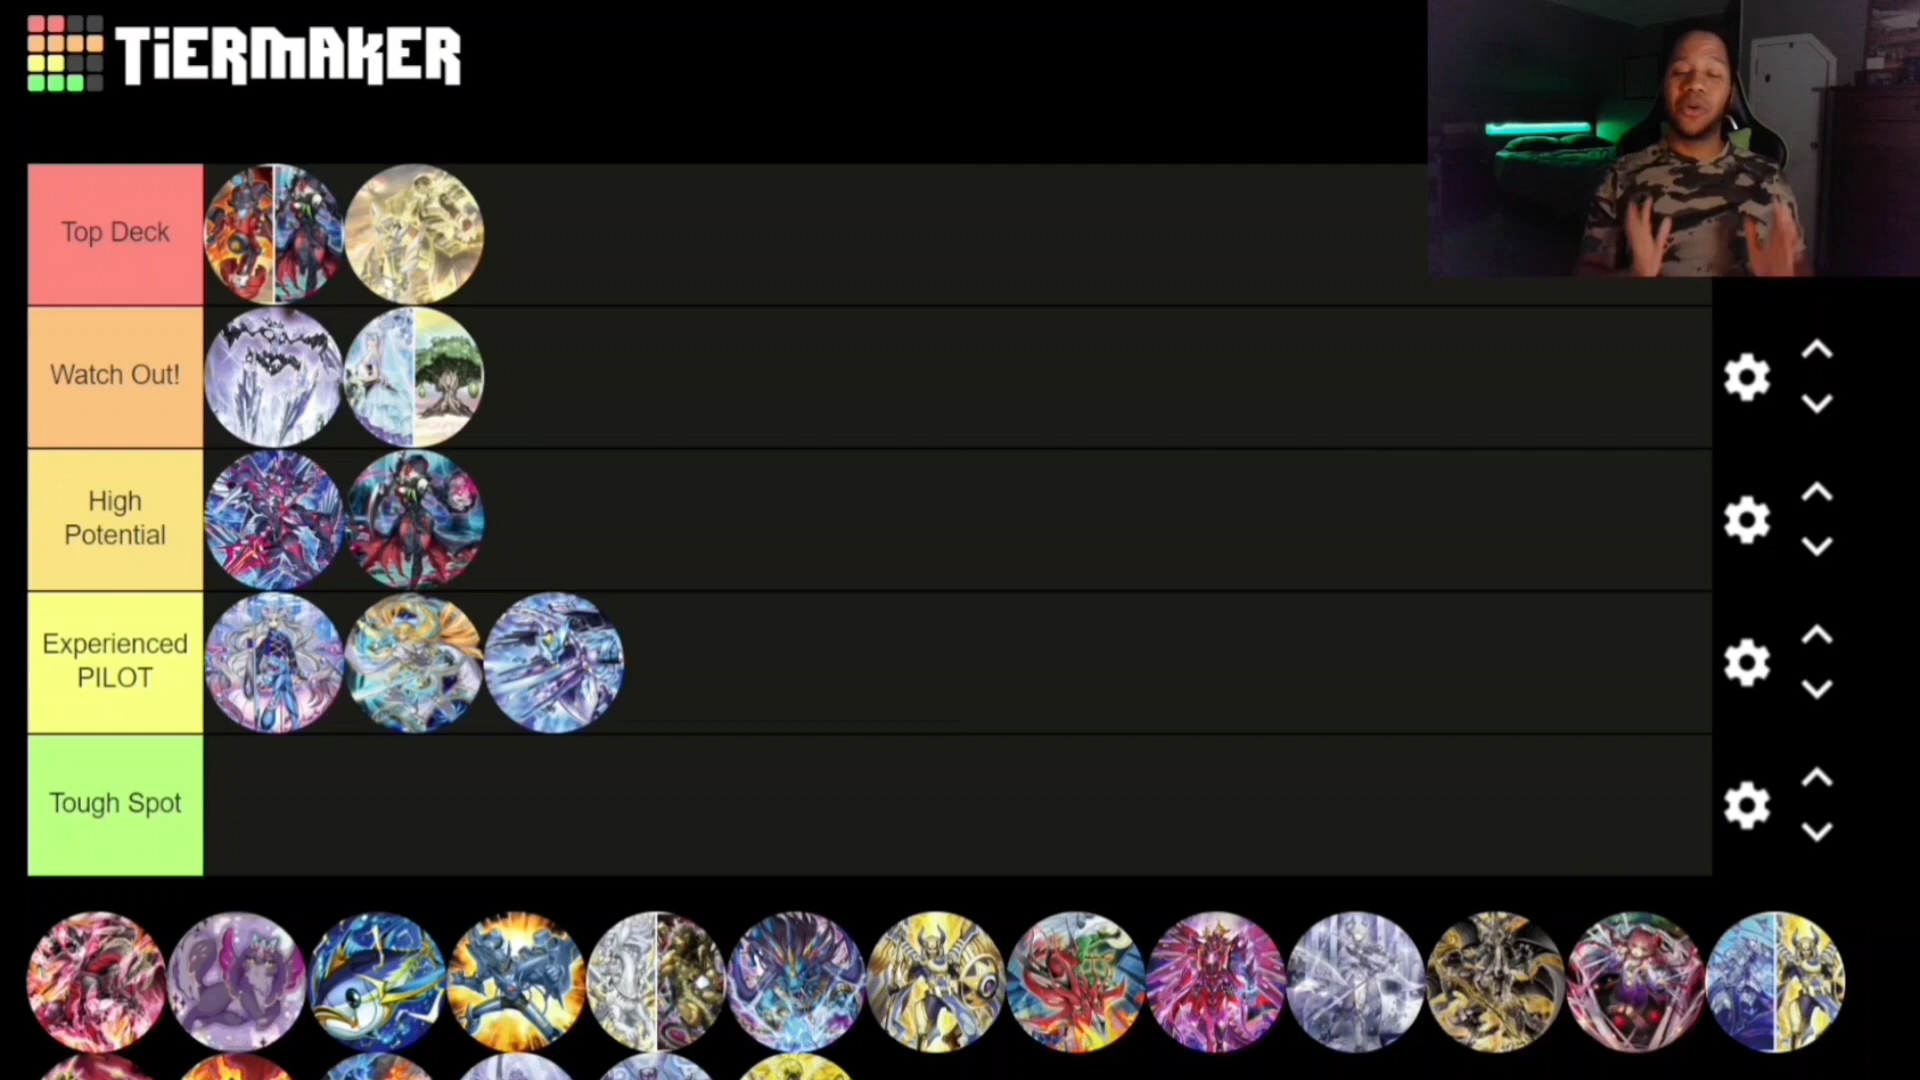 TiERMAKER
Top Deck
Watch Out!
High
Potential
Experienced
PILOT
Tough Spot